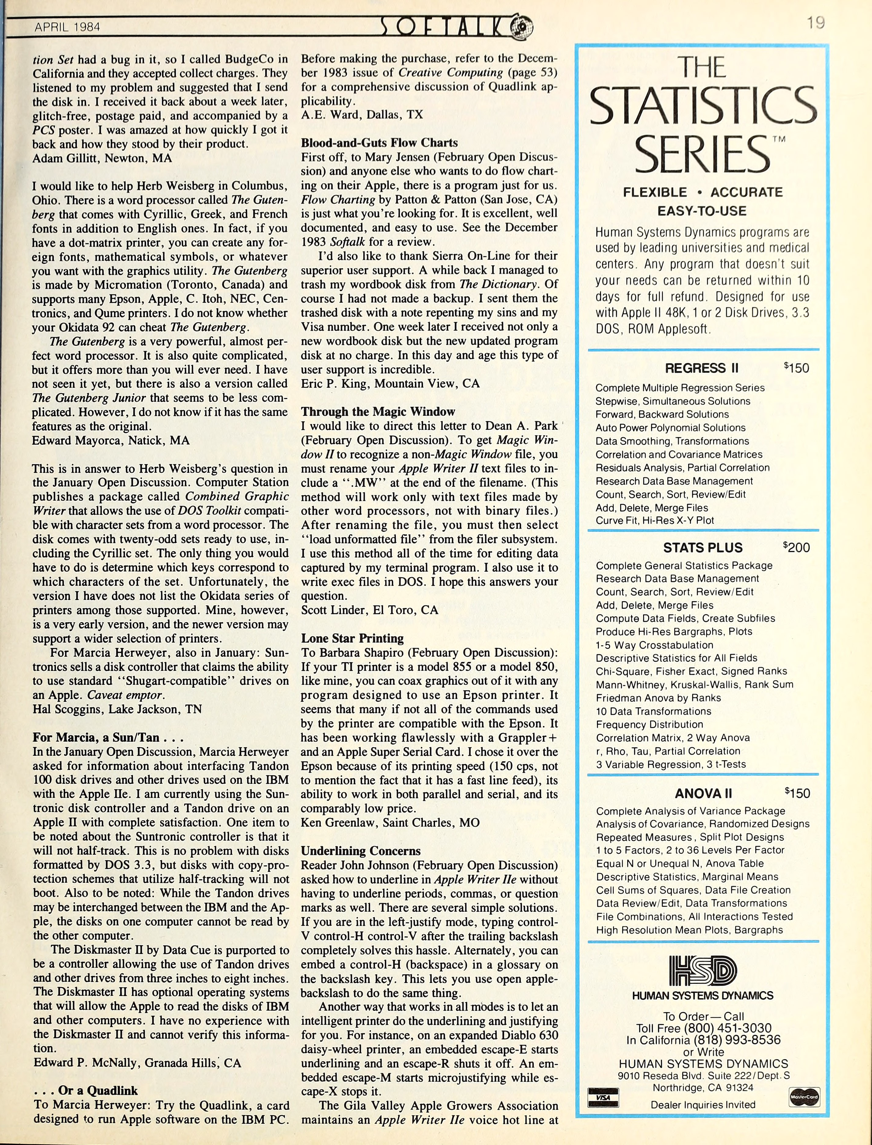 APRIL 1984
SOFTALK
19
tion Set had a bug in it, so I called BudgeCo in
California and they accepted collect charges. They
listened to my problem and suggested that I send
the disk in. I received it back about a week later,
glitch-free, postage paid, and accompanied by a
PCS poster. I was amazed at how quickly I got it
back and how they stood by their product.
Adam Gillitt, Newton, MA
I would like to help Herb Weisberg in Columbus,
Ohio. There is a word processor called The Guten-
berg that comes with Cyrillic, Greek, and French
fonts in addition to English ones. In fact, if you
have a dot-matrix printer, you can create any for-
eign fonts, mathematical symbols, or whatever
you want with the graphics utility. The Gutenberg
is made by Micromation (Toronto, Canada) and
supports many Epson, Apple, C. Itoh, NEC, Cen-
tronics, and Qume printers. I do not know whether
your Okidata 92 can cheat The Gutenberg.
The Gutenberg is a very powerful, almost per-
fect word processor. It is also quite complicated,
but it offers more than you will ever need. I have
not seen it yet, but there is also a version called
The Gutenberg Junior that seems to be less com-
plicated. However, I do not know if it has the same
features as the original.
Edward Mayorca, Natick, MA
This is in answer to Herb Weisberg's question in
the January Open Discussion. Computer Station
publishes a package called Combined Graphic
Writer that allows the use of DOS Toolkit compati-
ble with character sets from a word processor. The
disk comes with twenty-odd sets ready to use, in-
cluding the Cyrillic set. The only thing you would
have to do is determine which keys correspond to
which characters of the set. Unfortunately, the
version I have does not list the Okidata series of
printers among those supported. Mine, however,
is a very early version, and the newer version may
support a wider selection of printers.
For Marcia Herweyer, also in January: Sun-
tronics sells a disk controller that claims the ability
to use standard "Shugart-compatible" drives on
an Apple. Caveat emptor.
Hal Scoggins, Lake Jackson, TN
For Marcia, a Sun/Tan . . .
In the January Open Discussion, Marcia Herweyer
asked for information about interfacing Tandon
100 disk drives and other drives used on the IBM
with the Apple IIe. I am currently using the Sun-
tronic disk controller and a Tandon drive on an
Apple II with complete satisfaction. One item to
be noted about the Suntronic controller is that it
will not half-track. This is no problem with disks
formatted by DOS 3.3, but disks with copy-pro-
tection schemes that utilize half-tracking will not
boot. Also to be noted: While the Tandon drives
may be interchanged between the IBM and the Ap-
ple, the disks on one computer cannot be read by
the other computer.
The Diskmaster II by Data Cue is purported to
be a controller allowing the use of Tandon drives
and other drives from three inches to eight inches.
The Diskmaster II has optional operating systems
that will allow the Apple to read the disks of IBM
and other computers. I have no experience with
the Diskmaster II and cannot verify this informa-
tion.
Edward P. McNally, Granada Hills, CA
. . . Or a Quadlink
To Marcia Herweyer: Try the Quadlink, a card
designed to run Apple software on the IBM PC.
Before making the purchase, refer to the Decem-
ber 1983 issue of Creative Computing (page 53)
for a comprehensive discussion of Quadlink ap-
plicability.
A.E. Ward, Dallas, TX
Blood-and-Guts Flow Charts
First off, to Mary Jensen (February Open Discus-
sion) and anyone else who wants to do flow chart-
ing on their Apple, there is a program just for us.
Flow Charting by Patton & Patton (San Jose, CA)
is just what you're looking for. It is excellent, well
documented, and easy to use. See the December
1983 Softalk for a review.
I'd also like to thank Sierra On-Line for their
superior user support. A while back I managed to
trash my wordbook disk from The Dictionary. Of
course I had not made a backup. I sent them the
trashed disk with a note repenting my sins and my
Visa number. One week later I received not only a
new wordbook disk but the new updated program
disk at no charge. In this day and age this type of
user support is incredible.
Eric P. King, Mountain View, CA
Through the Magic Window
I would like to direct this letter to Dean A. Park
(February Open Discussion). To get Magic Win-
dow II to recognize a non-Magic Window file, you
must rename your Apple Writer II text files to in-
clude a ".MW" at the end of the filename. (This
method will work only with text files made by
other word processors, not with binary files.)
After renaming the file, you must then select
"load unformatted file" from the filer subsystem.
I use this method all of the time for editing data
captured by my terminal program. I also use it to
write exec files in DOS. I hope this answers your
question.
Scott Linder, El Toro, CA
Lone Star Printing
To Barbara Shapiro (February Open Discussion):
If your TI printer is a model 855 or a model 850,
like mine, you can coax graphics out of it with any
program designed to use an Epson printer. It
seems that many if not all of the commands used
by the printer are compatible with the Epson. It
has been working flawlessly with a Grappler+
and an Apple Super Serial Card. I chose it over the
Epson because of its printing speed (150 cps, not
to mention the fact that it has a fast line feed), its
ability to work in both parallel and serial, and its
comparably low price.
Ken Greenlaw, Saint Charles, MO
Underlining Concerns
Reader John Johnson (February Open Discussion)
asked how to underline in Apple Writer IIe without
having to underline periods, commas, or question
marks as well. There are several simple solutions.
If you are in the left-justify mode, typing control-
V control-H control-V after the trailing backslash
completely solves this hassle. Alternately, you can
embed a control-H (backspace) in a glossary on
the backslash key. This lets you use open apple-
backslash to do the same thing.
Another way that works in all modes is to let an
intelligent printer do the underlining and justifying
for you. For instance, on an expanded Diablo 630
daisy-wheel printer, an embedded escape-E starts
underlining and an escape-R shuts it off. An em-
bedded escape-M starts microjustifying while es-
cape-X stops it.
The Gila Valley Apple Growers Association
maintains an Apple Writer IIe voice hot line at
THE
STATISTICS
SERIES™
FLEXIBLE • ACCURATE
EASY-TO-USE
Human Systems Dynamics programs are
used by leading universities and medical
centers. Any program that doesn't suit
your needs can be returned within 10
days for full refund. Designed for use
with Apple II 48K, 1 or 2 Disk Drives, 3.3
DOS, ROM Applesoft.
REGRESS II $150
Complete Multiple Regression Series
Stepwise, Simultaneous Solutions
Forward, Backward Solutions
Auto Power Polynomial Solutions
Data Smoothing, Transformations
Correlation and Covariance Matrices
Residuals Analysis, Partial Correlation
Research Data Base Management
Count, Search, Sort, Review/Edit
Add, Delete, Merge Files
Curve Fit, Hi-Res X-Y Plot
STATS PLUS $200
Complete General Statistics Package
Research Data Base Management
Count, Search, Sort, Review/Edit
Add, Delete, Merge Files
Compute Data Fields, Create Subfiles
Produce Hi-Res Bargraphs, Plots
1-5 Way Crosstabulation
Descriptive Statistics for All Fields
Chi-Square, Fisher Exact, Signed Ranks
Mann-Whitney, Kruskal-Wallis, Rank Sum
Friedman Anova by Ranks
10 Data Transformations
Frequency Distribution
Correlation Matrix, 2 Way Anova
r, Rho, Tau, Partial Correlation
3 Variable Regression, 3 t-Tests
ANOVA II $150
Complete Analysis of Variance Package
Analysis of Covariance, Randomized Designs
Repeated Measures, Split Plot Designs
1 to 5 Factors, 2 to 36 Levels Per Factor
Equal N or Unequal N, Anova Table
Descriptive Statistics, Marginal Means
Cell Sums of Squares, Data File Creation
Data Review/Edit, Data Transformations
File Combinations, All Interactions Tested
High Resolution Mean Plots, Bargraphs
HSD
HUMAN SYSTEMS DYNAMICS
To Order—Call
Toll Free (800) 451-3030
In California (818) 993-8536
or Write
HUMAN SYSTEMS DYNAMICS
9010 Reseda Blvd. Suite 222/Dept. S
Northridge, CA 91324
VISA
Dealer Inquiries Invited
MasterCard